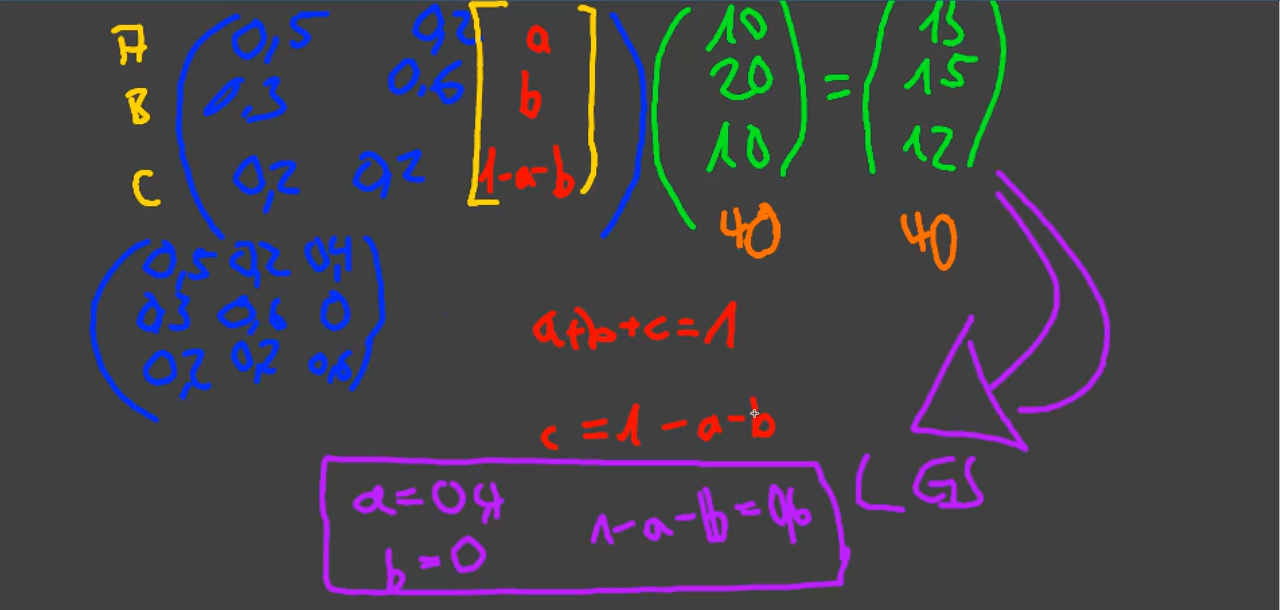 A 0,5 0,2 a 10 13
B 0,3 0,6 b 20 = 15
C 0,2 0,2 1-a-b 10 12
40 40
0,5 0,2 0,4
0,3 0,6 0
0,2 0,2 0,6
a+b+c=1
c=1-a-b
LGS
a=0,4 1-a-b=0,6
b=0